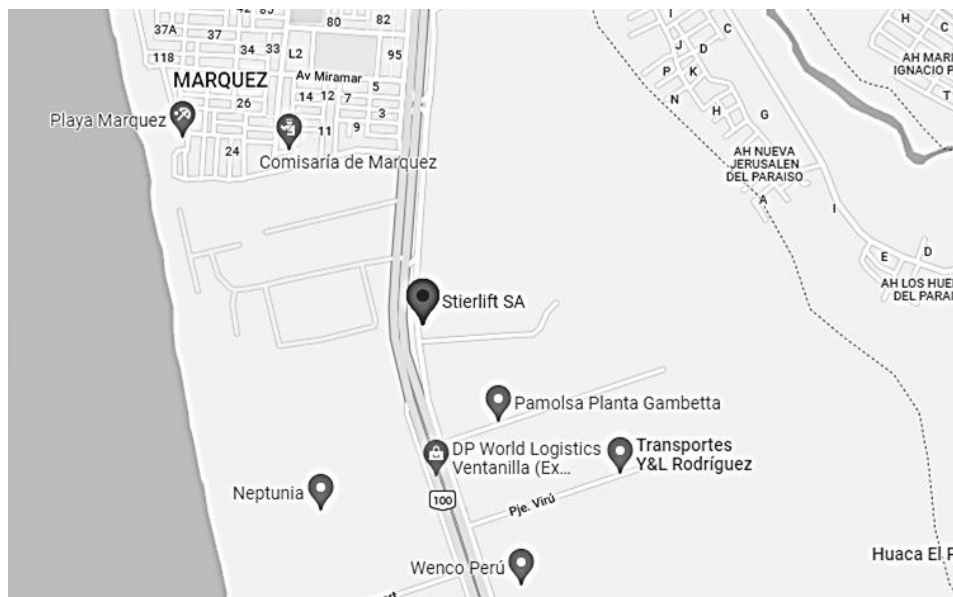 42
85
80
82
37A
37
34
33
L2
95
118
MARQUEZ
Av Miramar
5
26
14
12
7
3
Playa Marquez
11
9
24
Comisaría de Marquez
I
C
J
D
P
K
N
H
G
AH NUEVA
JERUSALEN
DEL PARAISO
A
I
H
C
AH MARI
IGNACIO P
T
E
D
AH LOS HUE
DEL PARA
Stierlift SA
Pamolsa Planta Gambetta
DP World Logistics
Ventanilla (Ex...
Transportes
Y&L Rodríguez
Neptunia
100
Pje. Virú
Wenco Perú
Huaca El P